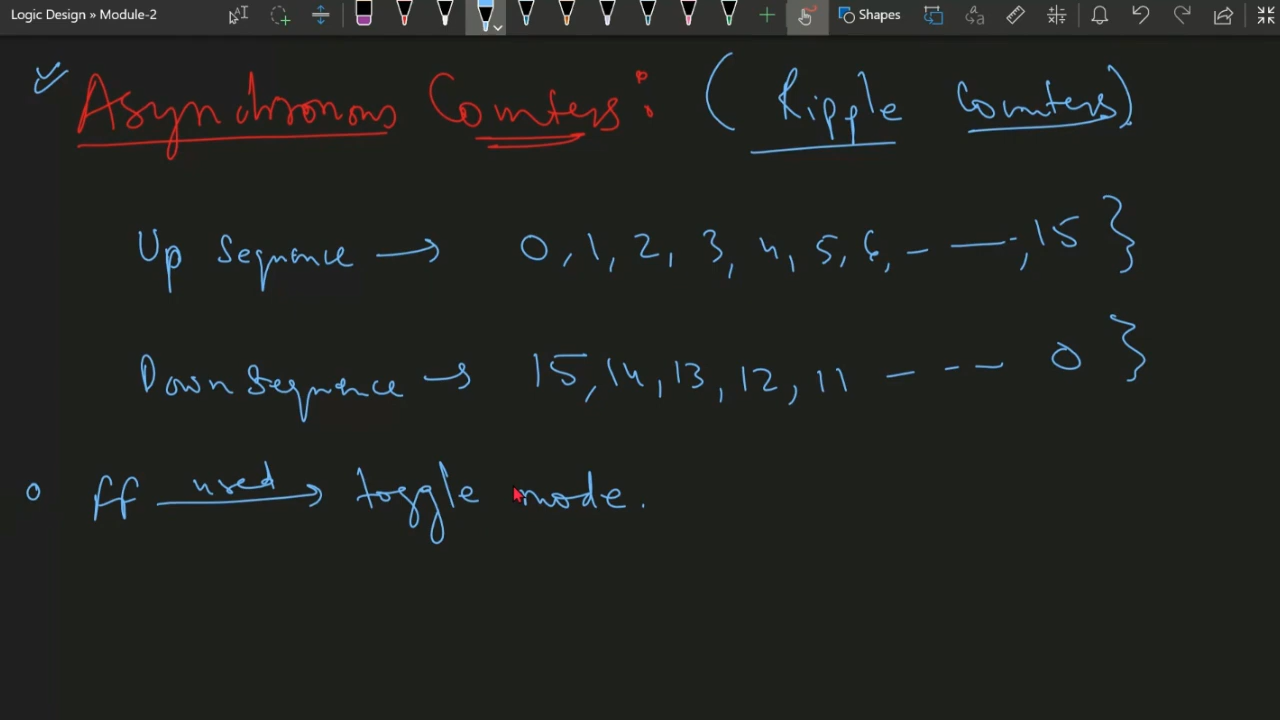 Logic Design » Module-2
Shapes
Asynchronous Counters: (Ripple Counters)
Up Sequence → 0, 1, 2, 3, 4, 5, 6, - —-, 15 }
Down Sequence → 15, 14, 13, 12, 11 - - - - 0 }
ff used → toggle mode.